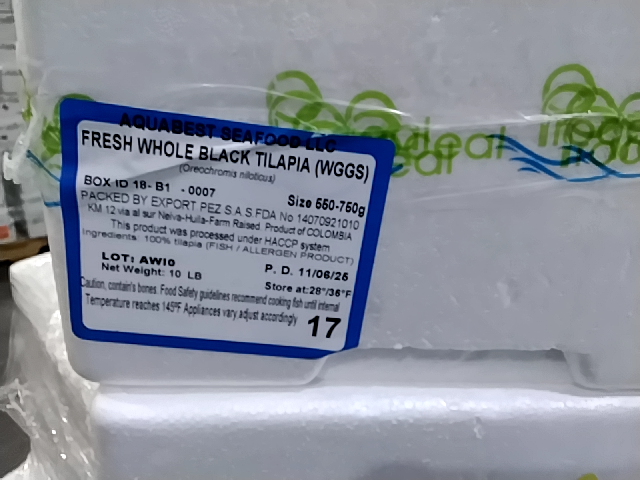 AQUABEST SEAFOOD LLC
FRESH WHOLE BLACK TILAPIA (WGGS)
(Oreochromis niloticus)
BOX ID 18- B1 - 0007
Size 550-750g
PACKED BY EXPORT PEZ S.A.S.FDA No 14070921010
KM 12 via al sur Neiva-Huila-Farm Raised. Product of COLOMBIA
This product was processed under HACCP system
Ingredients: 100% tilapia (FISH / ALLERGEN PRODUCT)
LOT: AWI0
P. D. 11/06/25
Net Weight: 10 LB
Store at:28°/36°F
Caution, contain's bones. Food Safety guidelines recommend cooking fish until internal
Temperature reaches 145ºF Appliances vary adjust accordingly
17